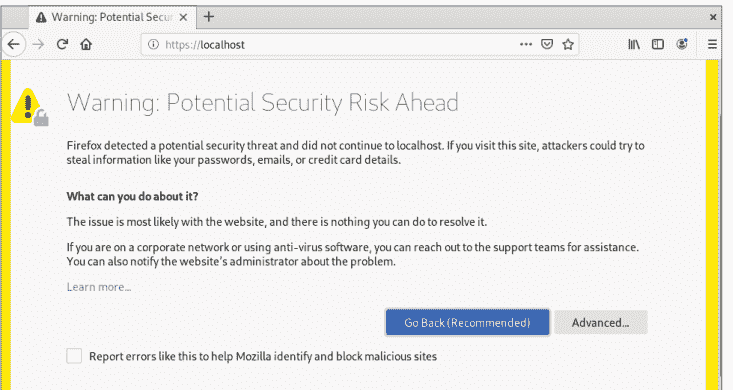 Warning: Potential Secur
https://localhost
Warning: Potential Security Risk Ahead
Firefox detected a potential security threat and did not continue to localhost. If you visit this site, attackers could try to
steal information like your passwords, emails, or credit card details.
What can you do about it?
The issue is most likely with the website, and there is nothing you can do to resolve it.
If you are on a corporate network or using anti-virus software, you can reach out to the support teams for assistance.
You can also notify the website's administrator about the problem.
Learn more...
Go Back (Recommended) Advanced...
Report errors like this to help Mozilla identify and block malicious sites